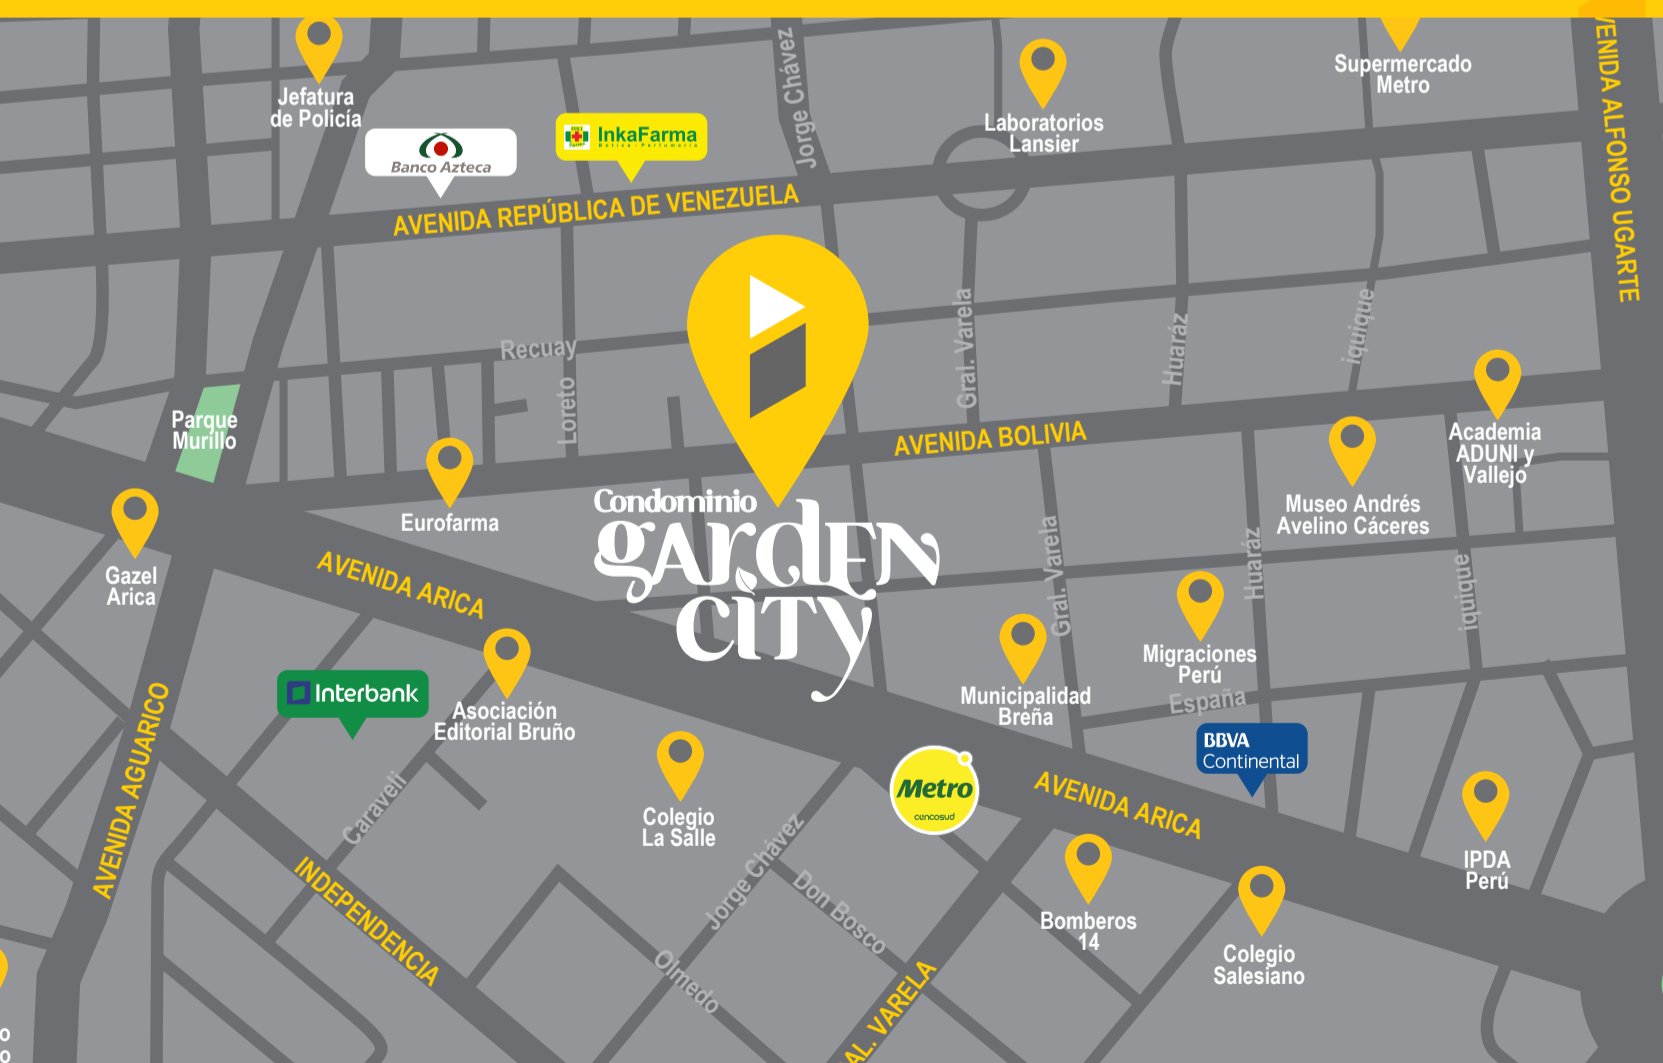 Jefatura
de Policía
Banco Azteca
InkaFarma
Botica - Perfumería
Jorge Chávez
Laboratorios
Lansier
Supermercado
Metro
AVENIDA ALFONSO UGARTE
AVENIDA REPÚBLICA DE VENEZUELA
Recuay
Loreto
Gral. Varela
Huaráz
iquique
Parque
Murillo
AVENIDA BOLIVIA
Academia
ADUNI y
Vallejo
Eurofarma
Condominio
GARDEN
CITY
Museo Andrés
Avelino Cáceres
Gazel
Arica
AVENIDA ARICA
Gral. Varela
Huaráz
iquique
Migraciones
Perú
España
Municipalidad
Breña
Interbank
Asociación
Editorial Bruño
AVENIDA AGUARICO
Caraveli
Colegio
La Salle
Metro
cencosud
BBVA
Continental
AVENIDA ARICA
IPDA
Perú
INDEPENDENCIA
Jorge Chávez
Don Bosco
Olmedo
Bomberos
14
Colegio
Salesiano
AL. VARELA
o
o